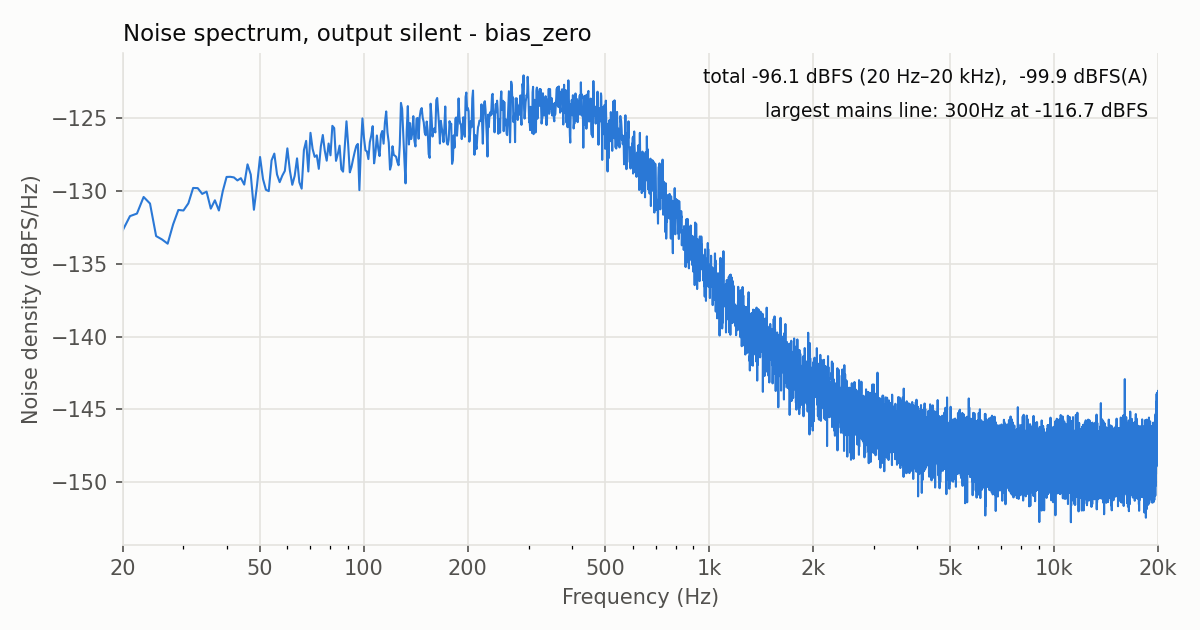 Noise spectrum, output silent - bias_zero
total -96.1 dBFS (20 Hz–20 kHz),  -99.9 dBFS(A)
largest mains line: 300Hz at -116.7 dBFS
Noise density (dBFS/Hz)
−125
−130
−135
−140
−145
−150
20 50 100 200 500 1k 2k 5k 10k 20k
Frequency (Hz)